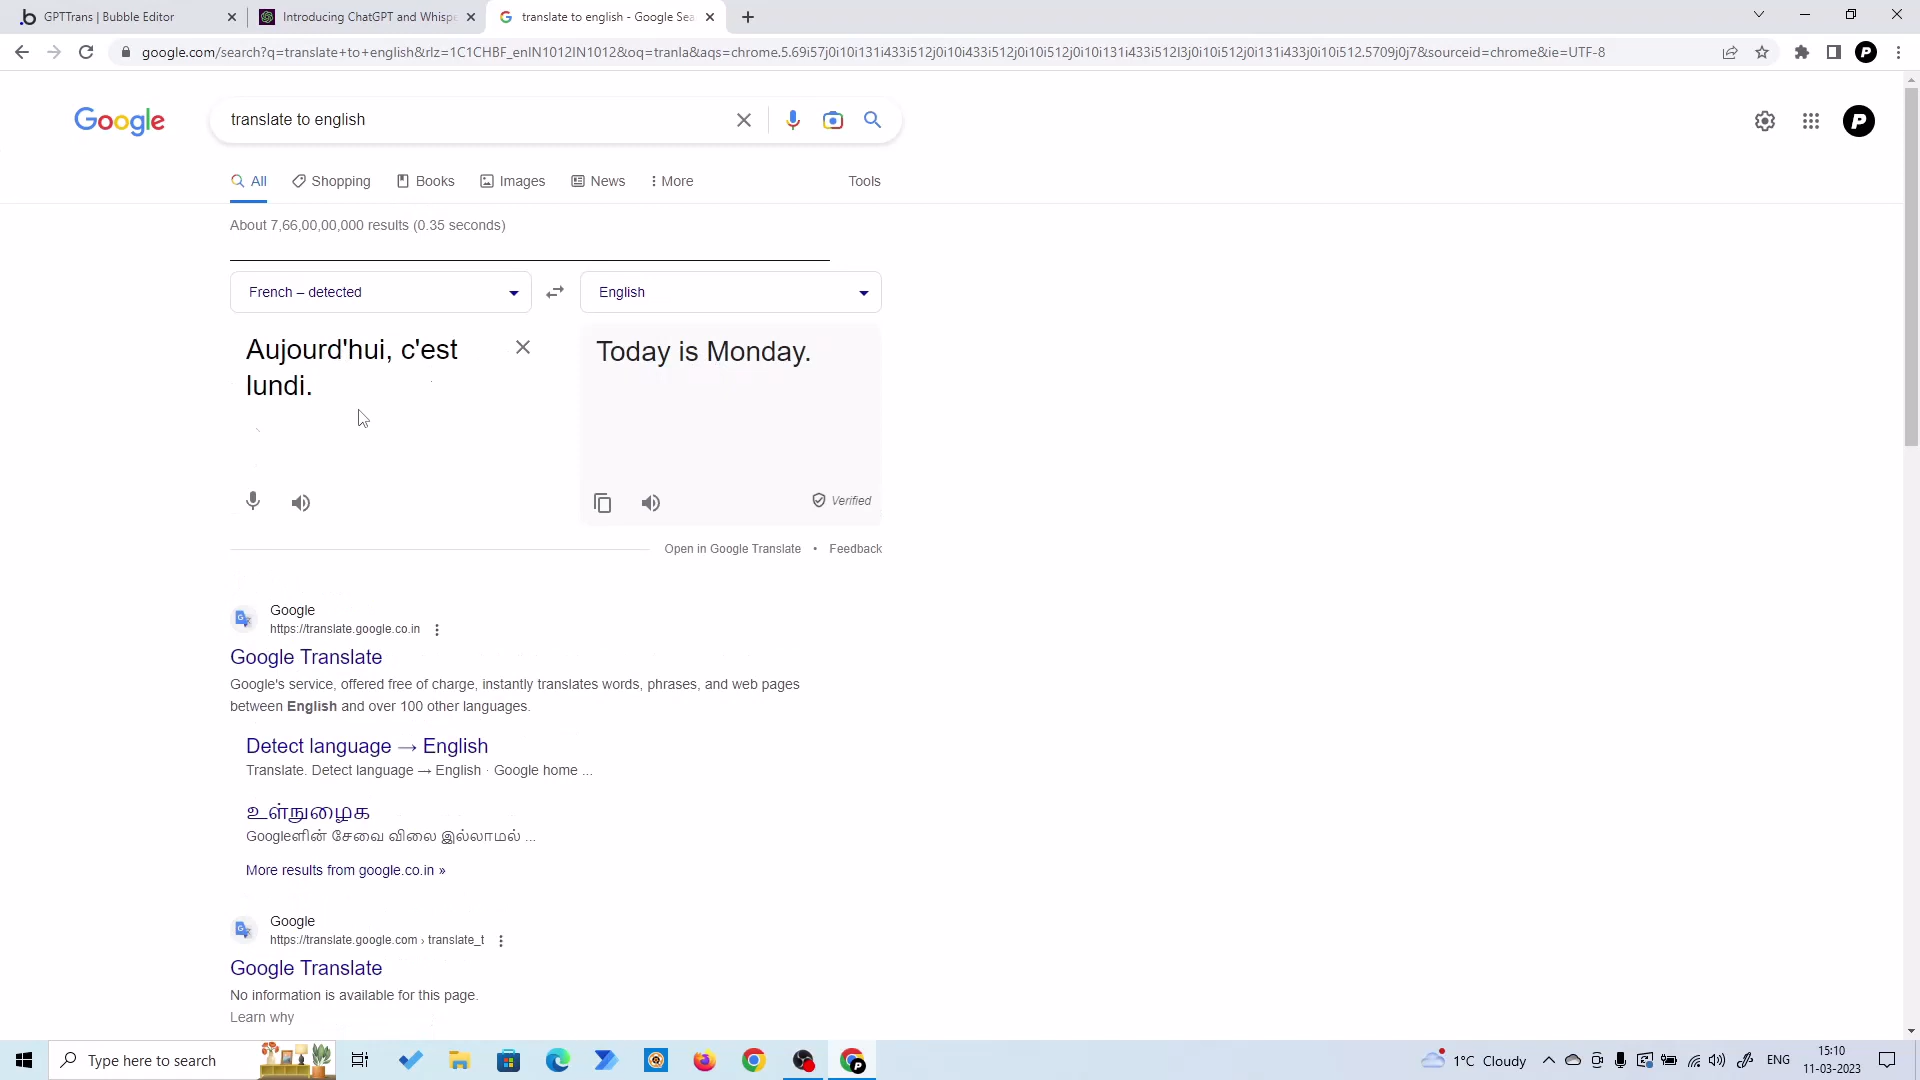 GPTTrans | Bubble Editor
Introducing ChatGPT and Whispe
translate to english - Google Sea
google.com/search?q=translate+to+english&rlz=1C1CHBF_enIN1012IN1012&oq=tranla&aqs=chrome.5.69i57j0i10i131i433i512j0i10i433i512j0i10i512j0i10i131i433i512l3j0i10i512j0i131i433j0i10i512.5709j0j7&sourceid=chrome&ie=UTF-8
Google
translate to english
All
Shopping
Books
Images
News
More
Tools
About 7,66,00,00,000 results (0.35 seconds)
French – detected
English
Aujourd'hui, c'est
lundi.
Today is Monday.
Verified
Open in Google Translate • Feedback
Google
https://translate.google.co.in
Google Translate
Google's service, offered free of charge, instantly translates words, phrases, and web pages
between English and over 100 other languages.
Detect language → English
Translate. Detect language → English · Google home ...
உள்நுழைக
Googleளின் சேவை விலை இல்லாமல் ...
More results from google.co.in »
Google
https://translate.google.com › translate_t
Google Translate
No information is available for this page.
Learn why
Type here to search
1°C Cloudy
ENG
15:10
11-03-2023